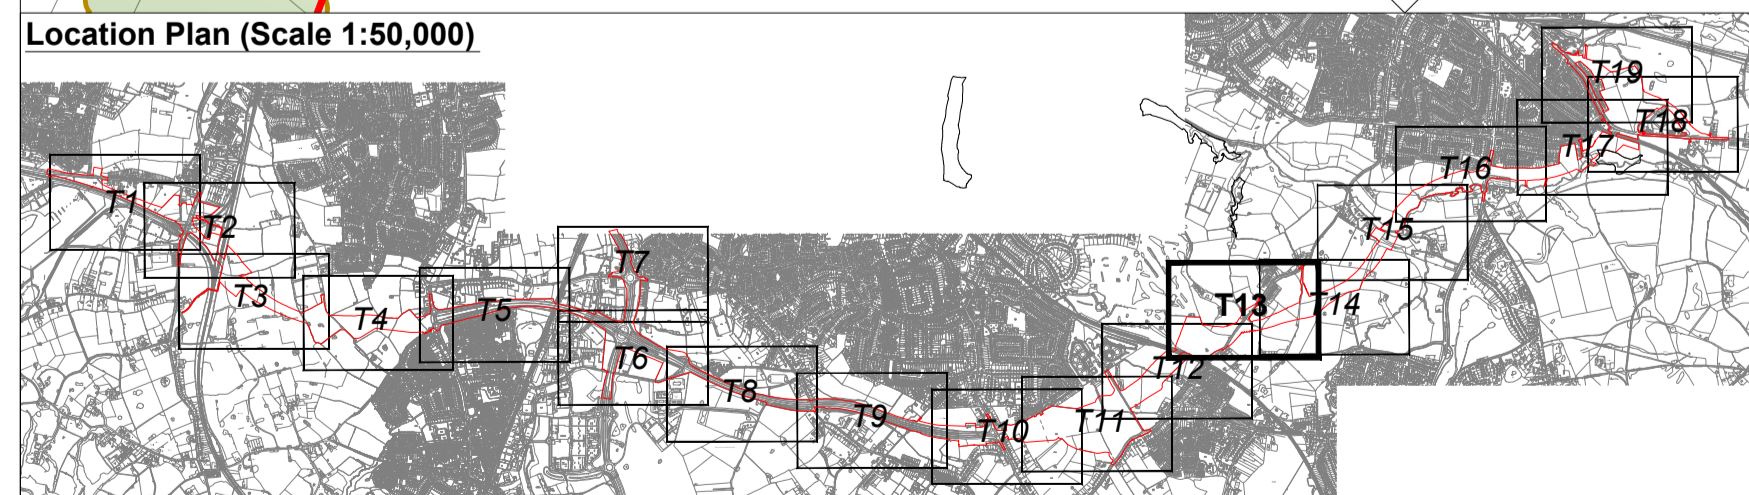 Location Plan (Scale 1:50,000)
T1
T2
T3
T4
T5
T6
T7
T8
T9
T10
T11
T12
T13
T14
T15
T16
T17
T18
T19